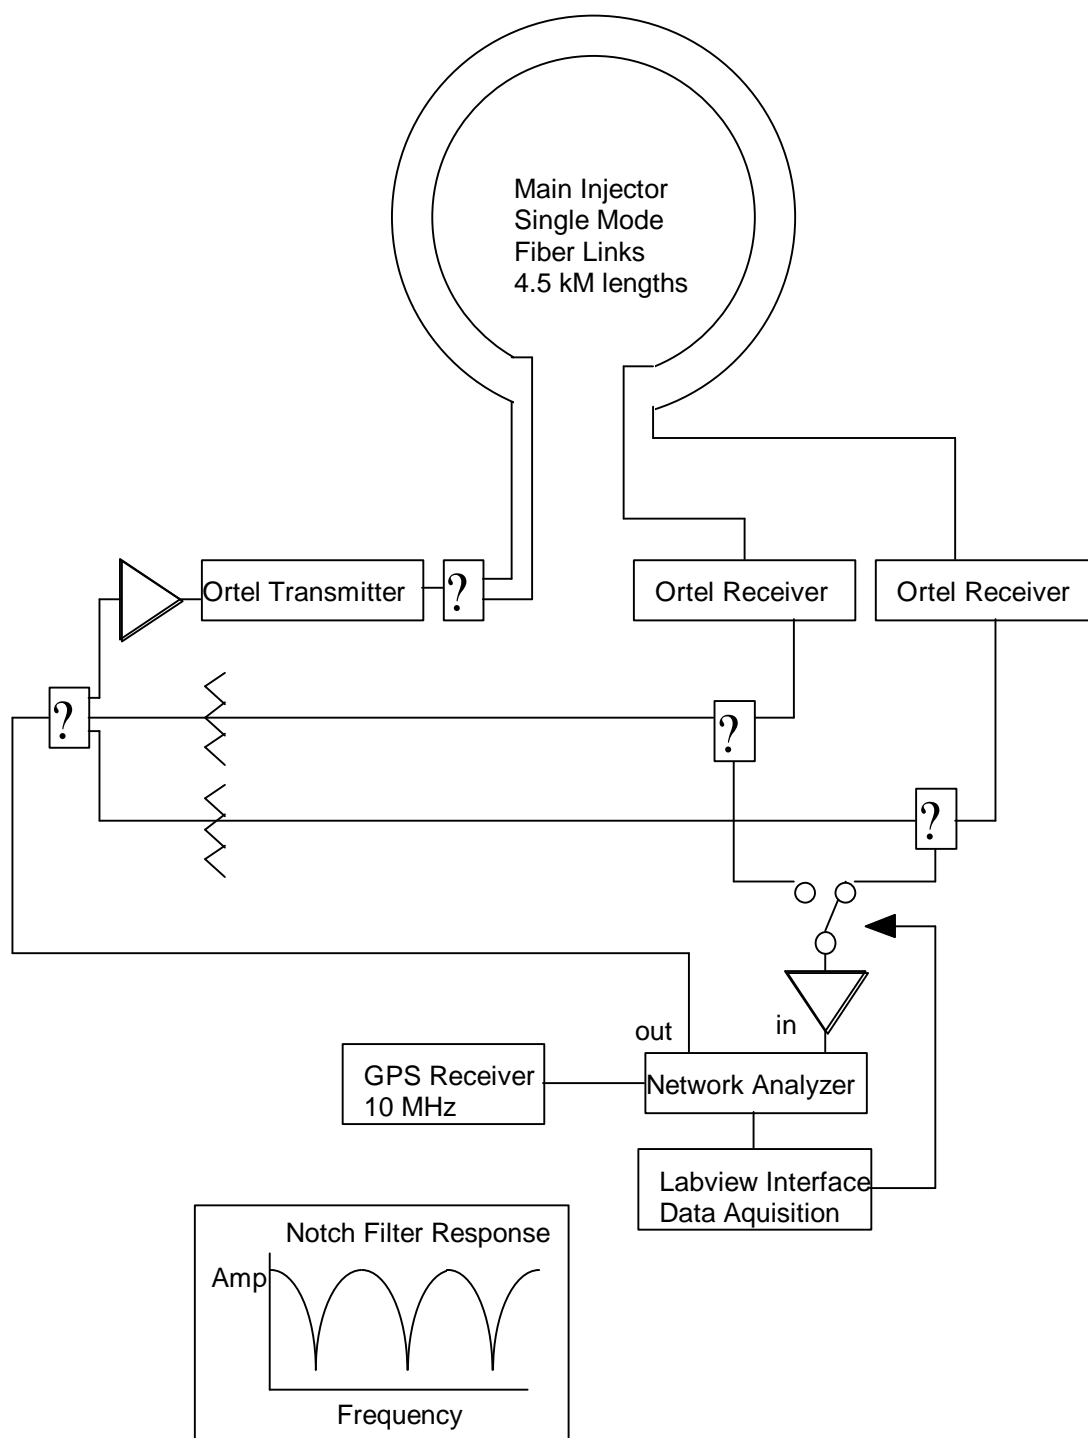 Main Injector
Single Mode
Fiber Links
4.5 kM lengths
Ortel Transmitter
?
Ortel Receiver
Ortel Receiver
?
?
?
out
in
GPS Receiver
10 MHz
Network Analyzer
Labview Interface
Data Aquisition
Notch Filter Response
Amp
Frequency